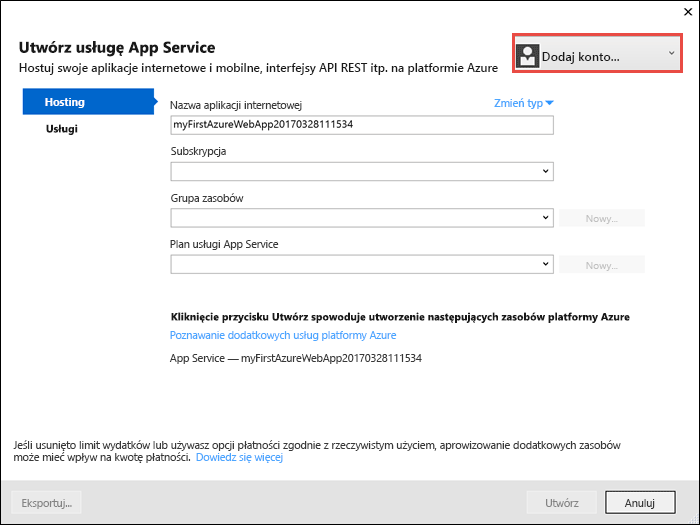 Utwórz usługę App Service
Hostuj swoje aplikacje internetowe i mobilne, interfejsy API REST itp. na platformie Azure
Dodaj konto...
Hosting
Usługi
Nazwa aplikacji internetowej
Zmień typ
myFirstAzureWebApp20170328111534
Subskrypcja
Grupa zasobów
Nowy...
Plan usługi App Service
Nowy...
Kliknięcie przycisku Utwórz spowoduje utworzenie następujących zasobów platformy Azure
Poznawanie dodatkowych usług platformy Azure
App Service — myFirstAzureWebApp20170328111534
Jeśli usunięto limit wydatków lub używasz opcji płatności zgodnie z rzeczywistym użyciem, aprowizowanie dodatkowych zasobów
może mieć wpływ na kwotę płatności. Dowiedz się więcej
Eksportuj...
Utwórz
Anuluj